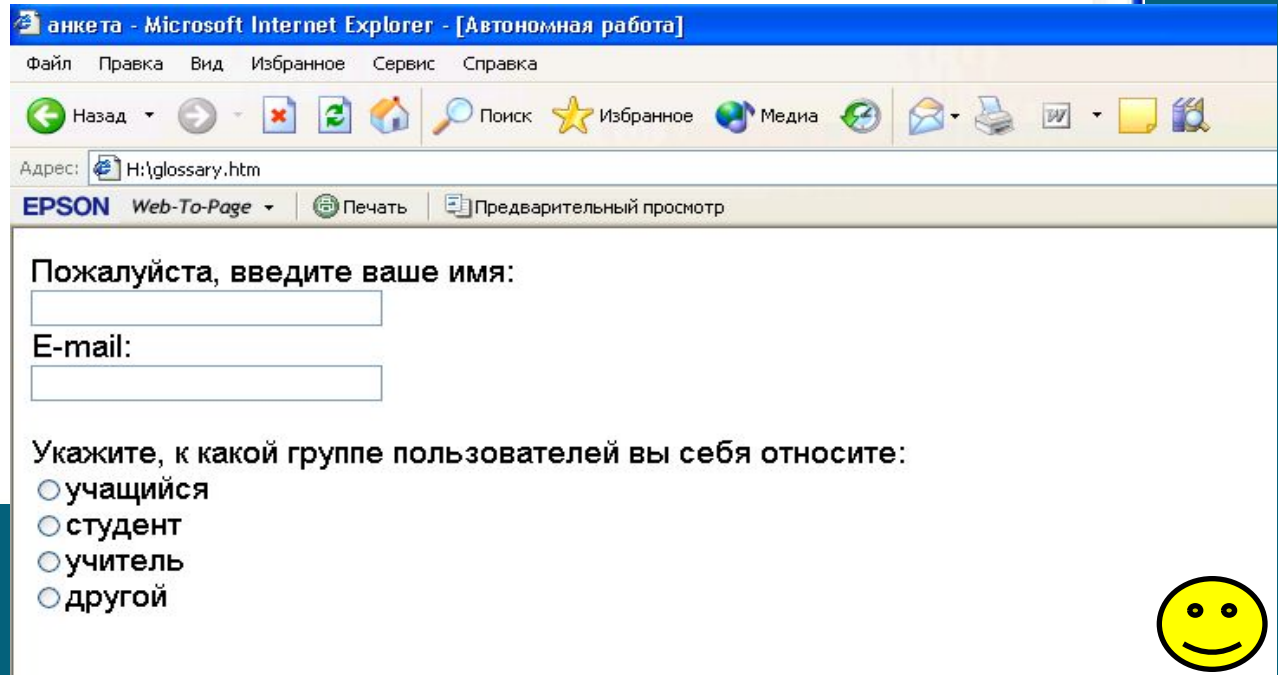 анкета - Microsoft Internet Explorer - [Автономная работа]
Файл Правка Вид Избранное Сервис Справка
Назад Поиск Избранное Медиа W
Адрес: H:\glossary.htm
EPSON Web-To-Page Печать Предварительный просмотр
Пожалуйста, введите ваше имя:
E-mail:
Укажите, к какой группе пользователей вы себя относите:
учащийся
студент
учитель
другой